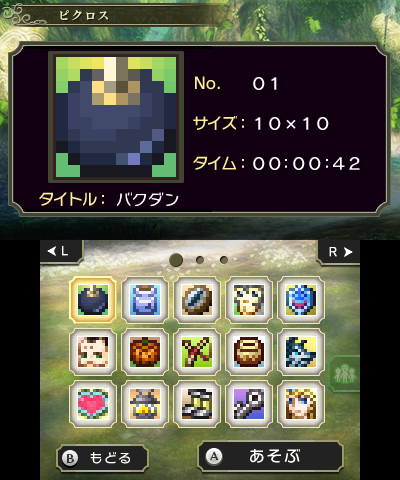 ピクロス
No. 01
サイズ: 10×10
タイム: 00:00:42
タイトル: バクダン
L
R
B もどる
A あそぶ